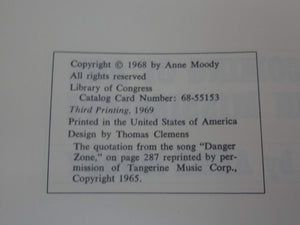 Copyright © 1968 by Anne Moody
All rights reserved
Library of Congress
Catalog Card Number: 68-55153
Third Printing, 1969
Printed in the United States of America
Design by Thomas Clemens
The quotation from the song "Danger
Zone," on page 287 reprinted by per-
mission of Tangerine Music Corp.,
Copyright 1965.